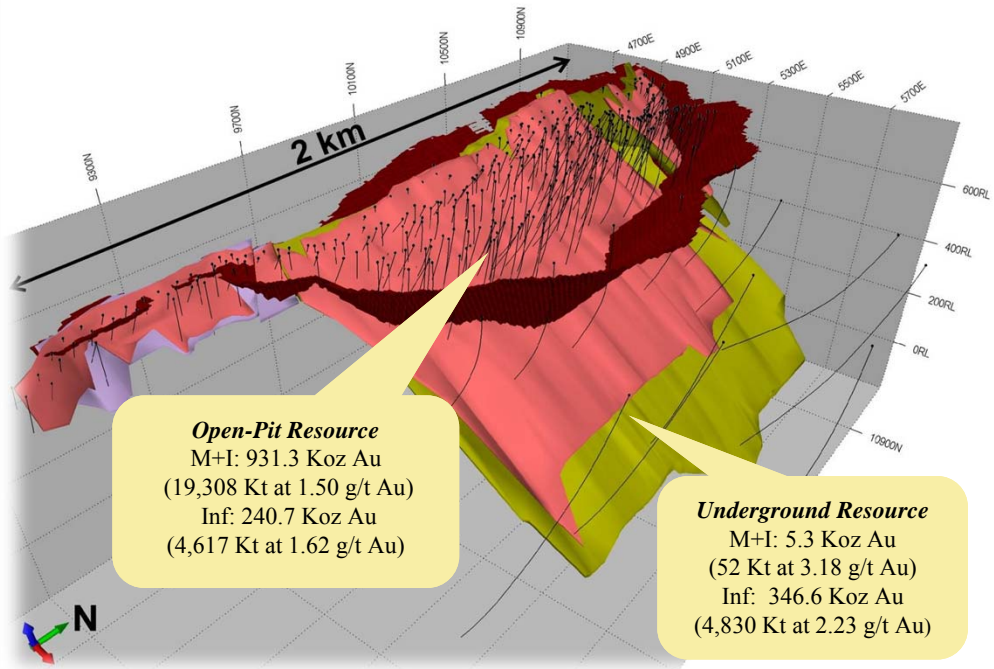 10900N
4700E
4900E
5100E
5300E
5500E
5700E
10500N
10100N
9700N
9300N
2 km
600RL
400RL
200RL
0RL
10900N
Open-Pit Resource
M+I: 931.3 Koz Au
(19,308 Kt at 1.50 g/t Au)
Inf: 240.7 Koz Au
(4,617 Kt at 1.62 g/t Au)
Underground Resource
M+I: 5.3 Koz Au
(52 Kt at 3.18 g/t Au)
Inf:  346.6 Koz Au
(4,830 Kt at 2.23 g/t Au)
N